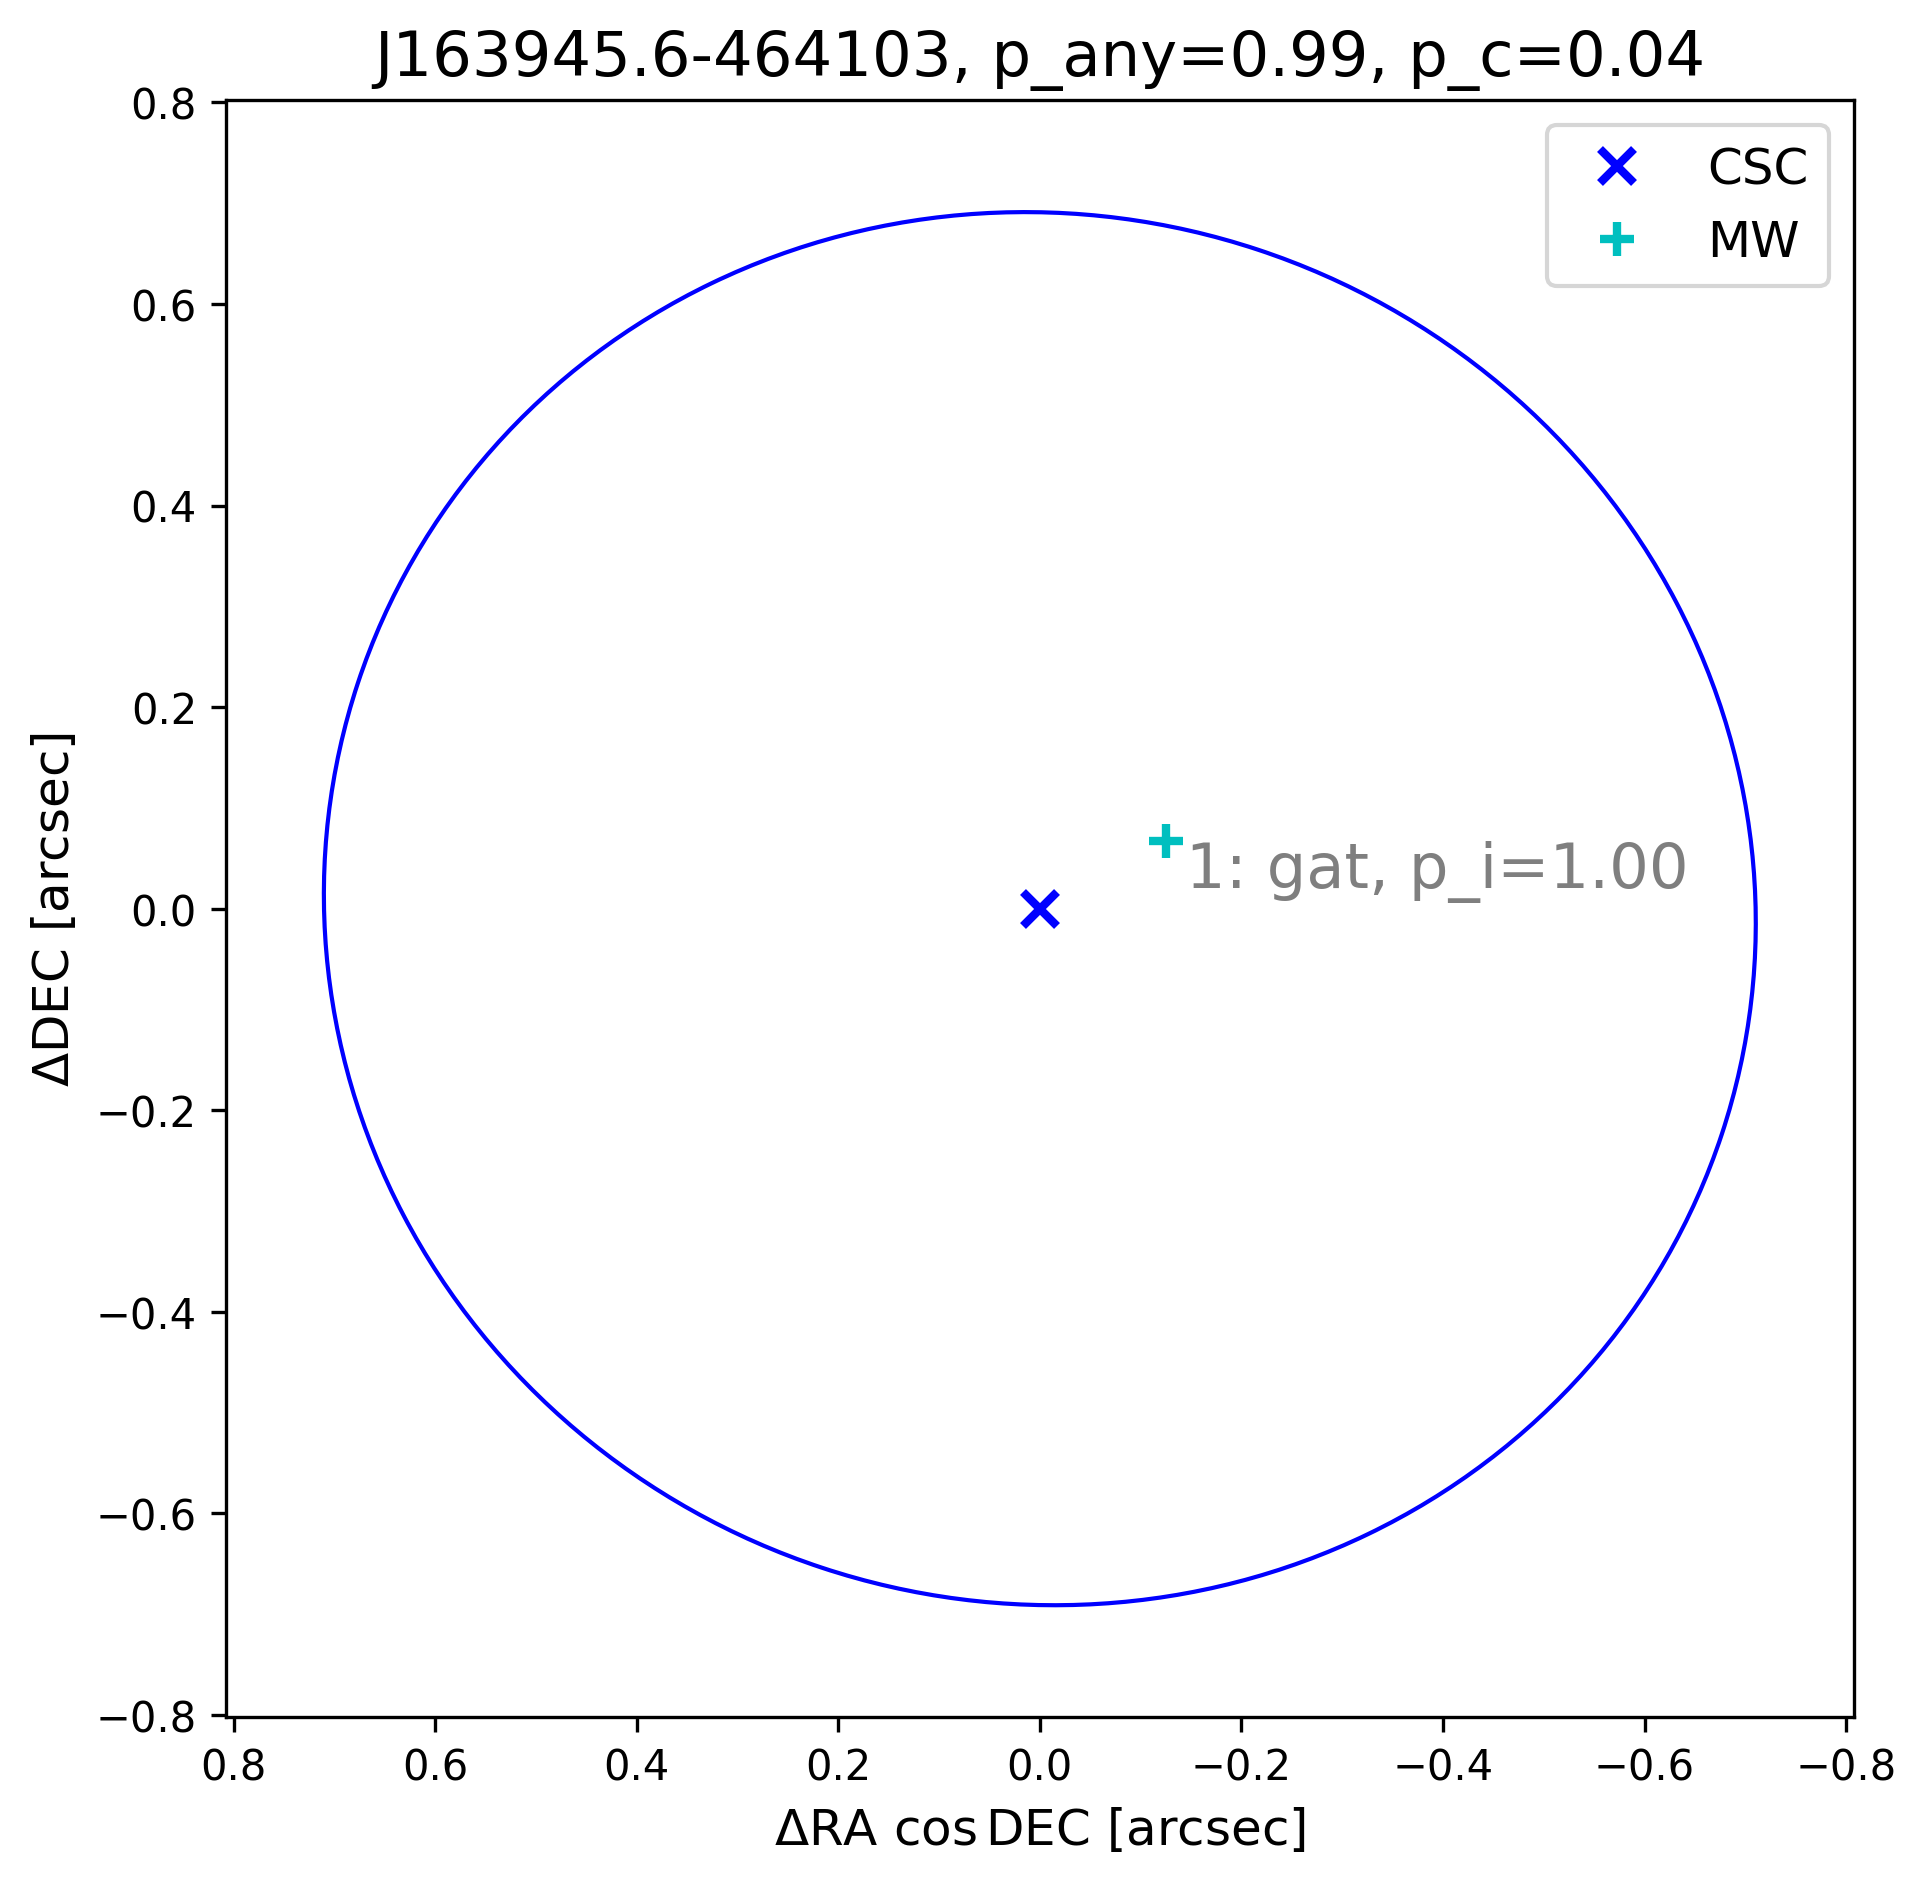 J163945.6-464103, p_any=0.99, p_c=0.04
CSC
MW
0.8
0.6
0.4
0.2
0.0
−0.2
−0.4
−0.6
−0.8
ΔDEC [arcsec]
1: gat, p_i=1.00
0.8 0.6 0.4 0.2 0.0 −0.2 −0.4 −0.6 −0.8
ΔRA cos DEC [arcsec]